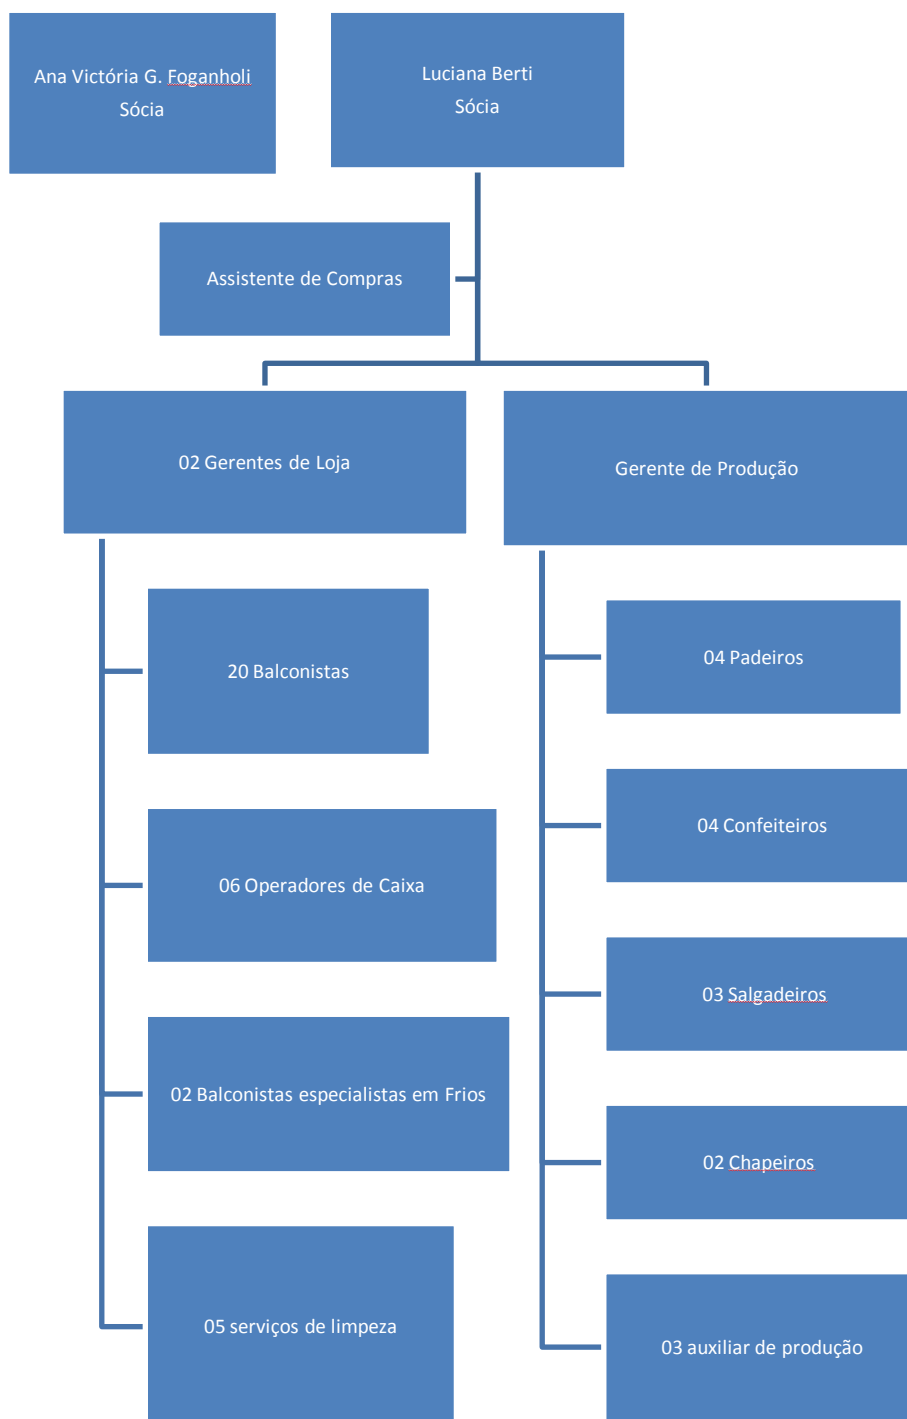 Ana Victória G. Foganholi
Sócia
Luciana Berti
Sócia
Assistente de Compras
02 Gerentes de Loja
Gerente de Produção
20 Balconistas
06 Operadores de Caixa
02 Balconistas especialistas em Frios
05 serviços de limpeza
04 Padeiros
04 Confeiteiros
03 Salgadeiros
02 Chapeiros
03 auxiliar de produção